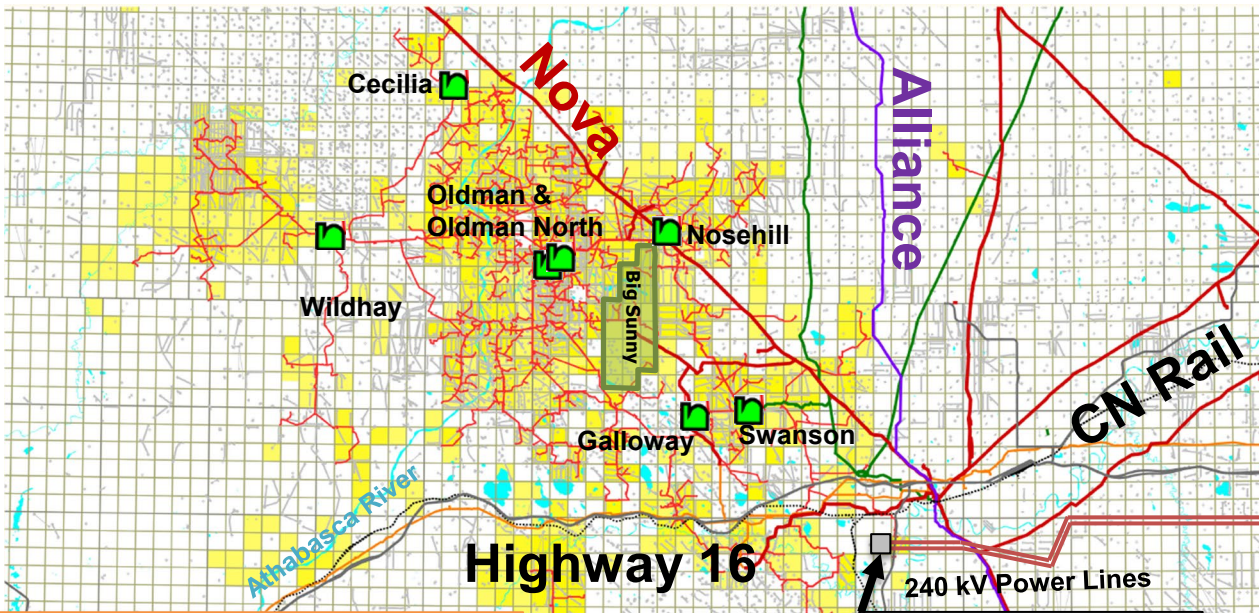 Cecilia
Nova
Alliance
Oldman &
Oldman North
Nosehill
Wildhay
Big Sunny
CN Rail
Galloway
Swanson
Athabasca River
Highway 16
240 kV Power Lines